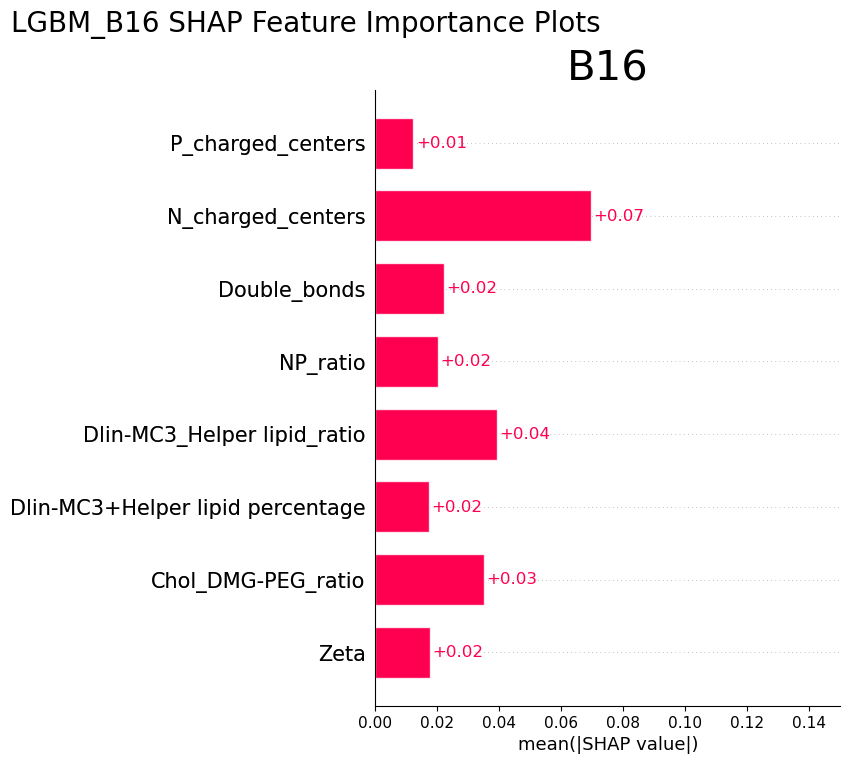 LGBM_B16 SHAP Feature Importance Plots
B16
P_charged_centers +0.01
N_charged_centers +0.07
Double_bonds +0.02
NP_ratio +0.02
Dlin-MC3_Helper lipid_ratio +0.04
Dlin-MC3+Helper lipid percentage +0.02
Chol_DMG-PEG_ratio +0.03
Zeta +0.02
0.00 0.02 0.04 0.06 0.08 0.10 0.12 0.14
mean(|SHAP value|)